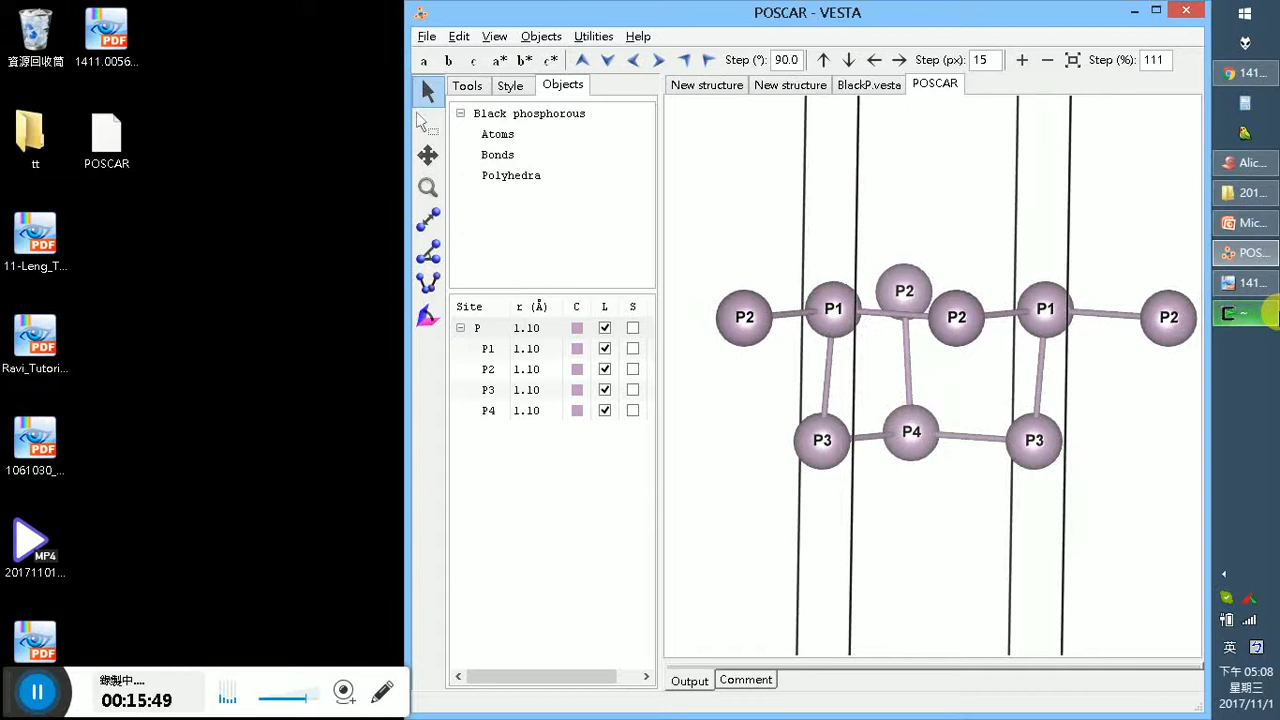 資源回收筒
1411.0056...
tt
POSCAR
11-Leng_T...
Ravi_Tutori...
1061030_...
MP4
20171101...
PDF
PDF
PDF
PDF
PDF
錄製中....
00:15:49
POSCAR - VESTA
File Edit View Objects Utilities Help
a b c a* b* c* Step (°): 90.0 Step (px): 15 Step (%): 111
Tools Style Objects
New structure New structure BlackP.vesta POSCAR
Black phosphorous
Atoms
Bonds
Polyhedra
Site r (Å) C L S
P 1.10
P1 1.10
P2 1.10
P3 1.10
P4 1.10
P2 P1 P2 P2 P1 P2
P3 P4 P3
Output Comment
141...
Alic...
201...
Mic...
POS...
141...
~
英
下午 05:08
星期三
2017/11/1